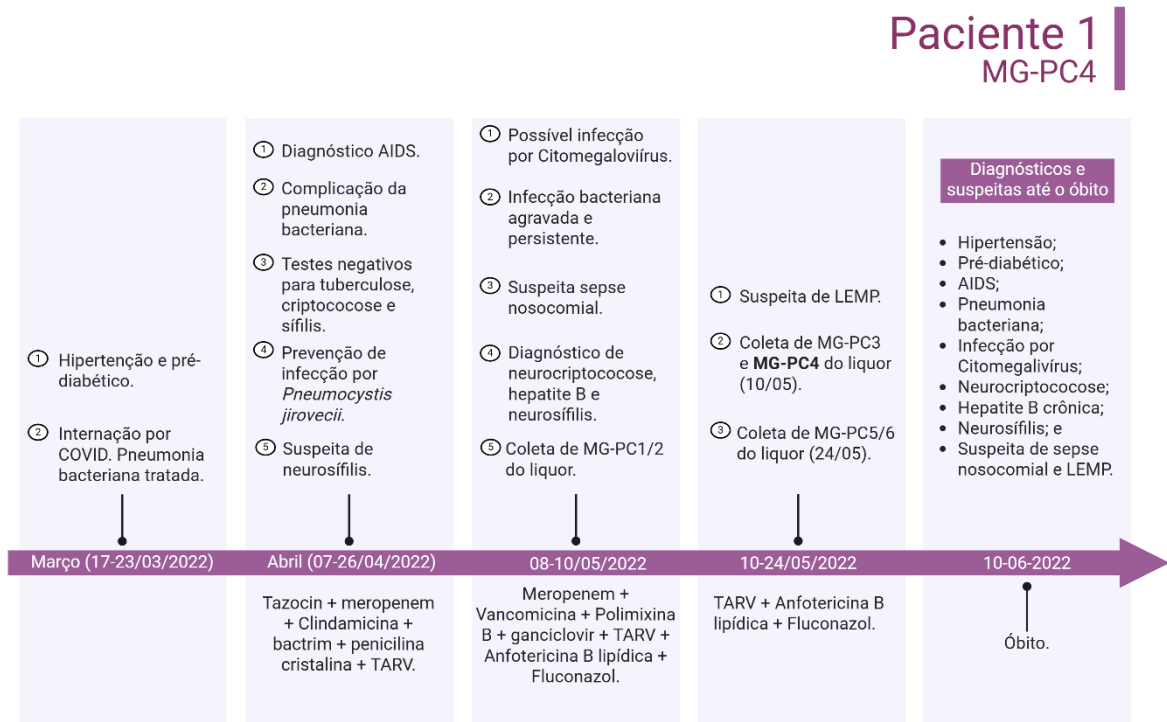 Paciente 1
MG-PC4
1 Hipertenção e pré-
diabético.
2 Internação por
COVID. Pneumonia
bacteriana tratada.
Março (17-23/03/2022)
1 Diagnóstico AIDS.
2 Complicação da
pneumonia
bacteriana.
3 Testes negativos
para tuberculose,
criptococose e
sífilis.
4 Prevenção de
infecção por
Pneumocystis
jirovecii.
5 Suspeita de
neurosífilis.
Abril (07-26/04/2022)
Tazocin + meropenem
+ Clindamicina +
bactrim + penicilina
cristalina + TARV.
1 Possível infecção
por Citomegaloviírus.
2 Infecção bacteriana
agravada e
persistente.
3 Suspeita sepse
nosocomial.
4 Diagnóstico de
neurocriptococose,
hepatite B e
neurosífilis.
5 Coleta de MG-PC1/2
do liquor.
08-10/05/2022
Meropenem +
Vancomicina + Polimixina
B + ganciclovir + TARV +
Anfotericina B lipídica +
Fluconazol.
1 Suspeita de LEMP.
2 Coleta de MG-PC3
e MG-PC4 do liquor
(10/05).
3 Coleta de MG-PC5/6
do liquor (24/05).
10-24/05/2022
TARV + Anfotericina B
lipídica + Fluconazol.
Diagnósticos e
suspeitas até o óbito
• Hipertensão;
• Pré-diabético;
• AIDS;
• Pneumonia
bacteriana;
• Infecção por
Citomegalivírus;
• Neurocriptococose;
• Hepatite B crônica;
• Neurosífilis; e
• Suspeita de sepse
nosocomial e LEMP.
10-06-2022
Óbito.